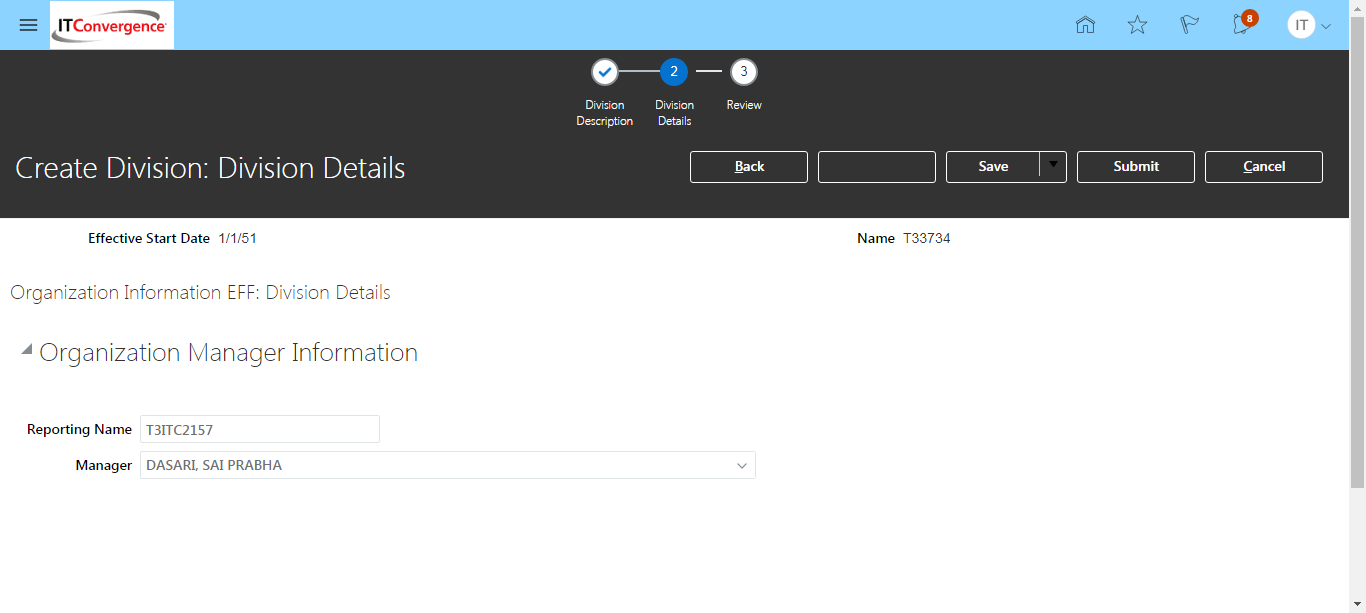 ITConvergence
8
IT
2
3
Division Description
Division Details
Review
Create Division: Division Details
Back
Save
Submit
Cancel
Effective Start Date 1/1/51
Name T33734
Organization Information EFF: Division Details
Organization Manager Information
Reporting Name T3ITC2157
Manager DASARI, SAI PRABHA